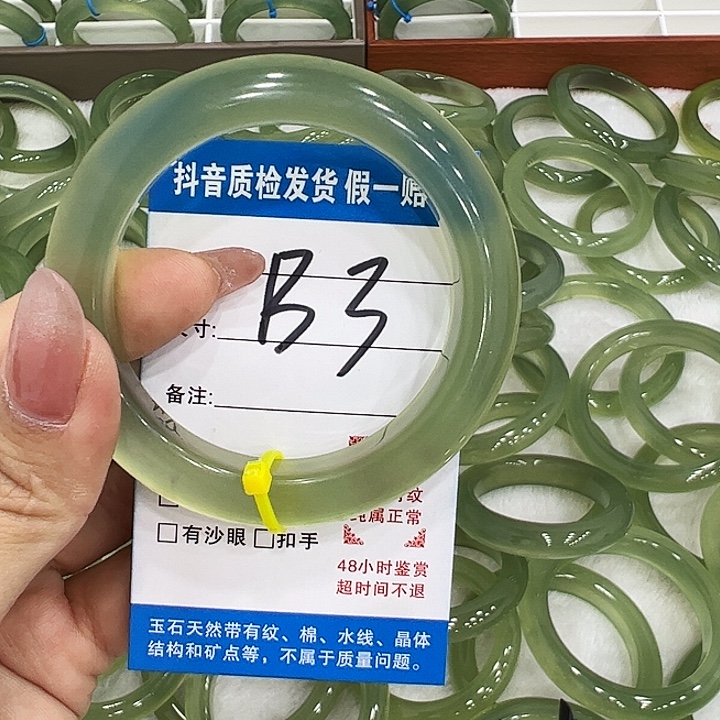 抖音质检发货 假一赔
B3
寸:
备注:
纹
属正常
□有沙眼 □扣手
48小时鉴赏
超时间不退
玉石天然带有纹、棉、水线、晶体
结构和矿点等，不属于质量问题。